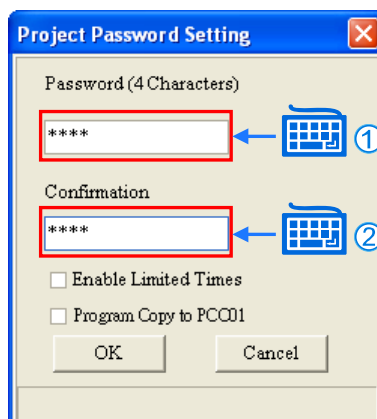 Project Password Setting
Password (4 Characters)
****
①
Confirmation
****
②
Enable Limited Times
Program Copy to PCC01
OK Cancel